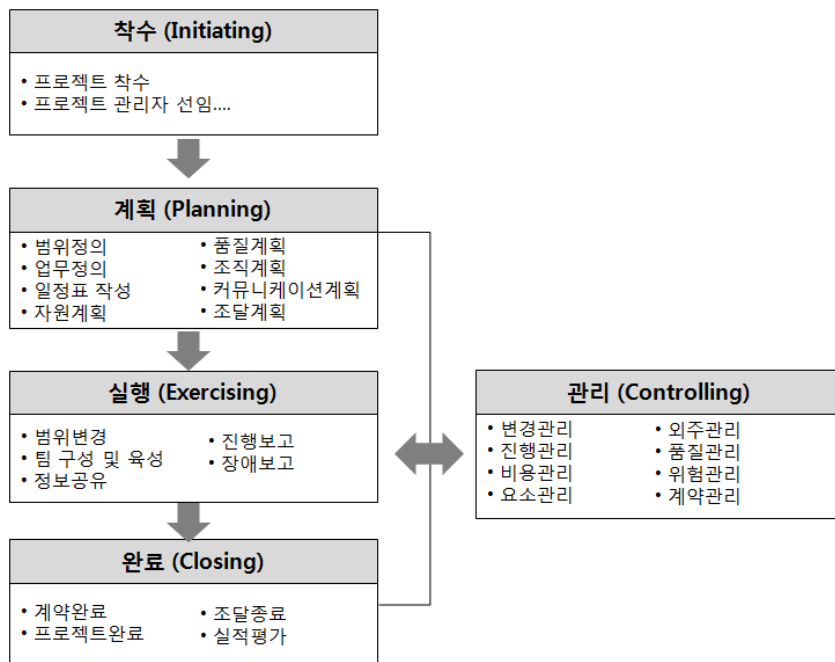 착수 (Initiating)
• 프로젝트 착수
• 프로젝트 관리자 선임....
계획 (Planning)
• 범위정의
• 업무정의
• 일정표 작성
• 자원계획
• 품질계획
• 조직계획
• 커뮤니케이션계획
• 조달계획
실행 (Exercising)
• 범위변경
• 팀 구성 및 육성
• 정보공유
• 진행보고
• 장애보고
관리 (Controlling)
• 변경관리
• 진행관리
• 비용관리
• 요소관리
• 외주관리
• 품질관리
• 위험관리
• 계약관리
완료 (Closing)
• 계약완료
• 프로젝트완료
• 조달종료
• 실적평가